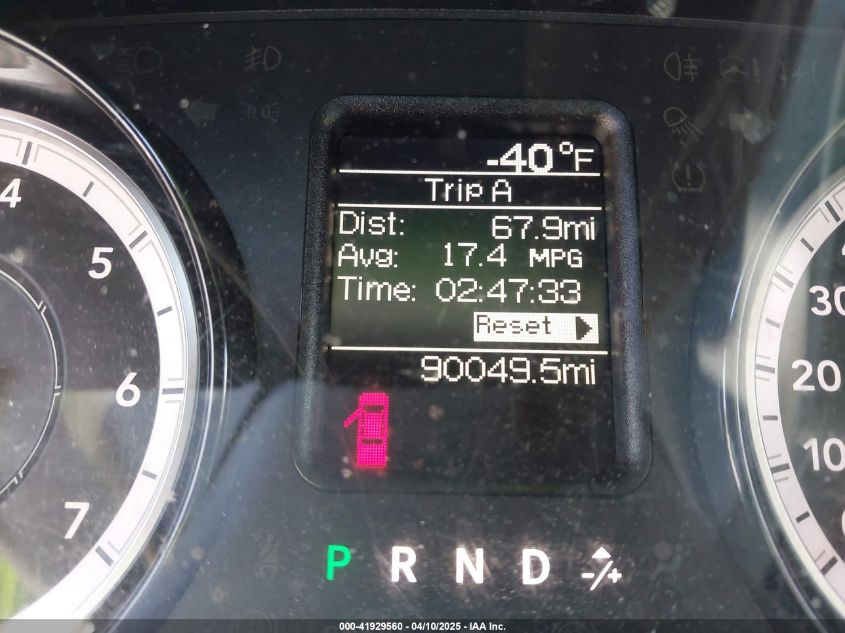 -40°F
Trip A
Dist: 67.9mi
Avg: 17.4 MPG
Time: 02:47:33
Reset
90049.5mi
4
5
6
7
30
20
10
P R N D -/+
000-41929560 - 04/10/2025 - IAA Inc.